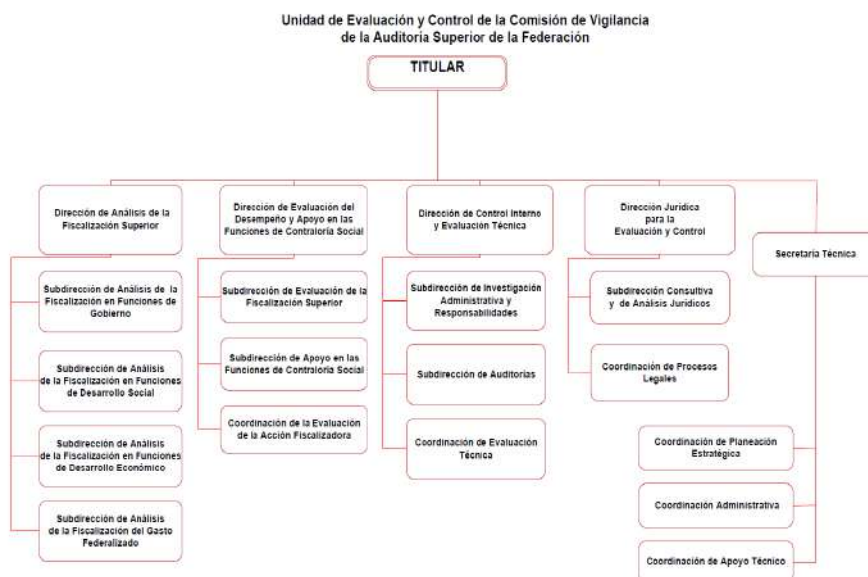 Unidad de Evaluación y Control de la Comisión de Vigilancia
de la Auditoría Superior de la Federación
TITULAR
Dirección de Análisis de la
Fiscalización Superior
Subdirección de Análisis de la
Fiscalización en Funciones de
Gobierno
Subdirección de Análisis
de la Fiscalización en Funciones
de Desarrollo Social
Subdirección de Análisis
de la Fiscalización en Funciones
de Desarrollo Económico
Subdirección de Análisis
de la Fiscalización del Gasto
Federalizado
Dirección de Evaluación del
Desempeño y Apoyo en las
Funciones de Contraloría Social
Subdirección de Evaluación de la
Fiscalización Superior
Subdirección de Apoyo en las
Funciones de Contraloría Social
Coordinación de la Evaluación
de la Acción Fiscalizadora
Dirección de Control Interno
y Evaluación Técnica
Subdirección de Investigación
Administrativa y
Responsabilidades
Subdirección de Auditorías
Coordinación de Evaluación
Técnica
Dirección Jurídica
para la
Evaluación y Control
Subdirección Consultiva
y de Análisis Jurídicos
Coordinación de Procesos
Legales
Secretaría Técnica
Coordinación de Planeación
Estratégica
Coordinación Administrativa
Coordinación de Apoyo Técnico